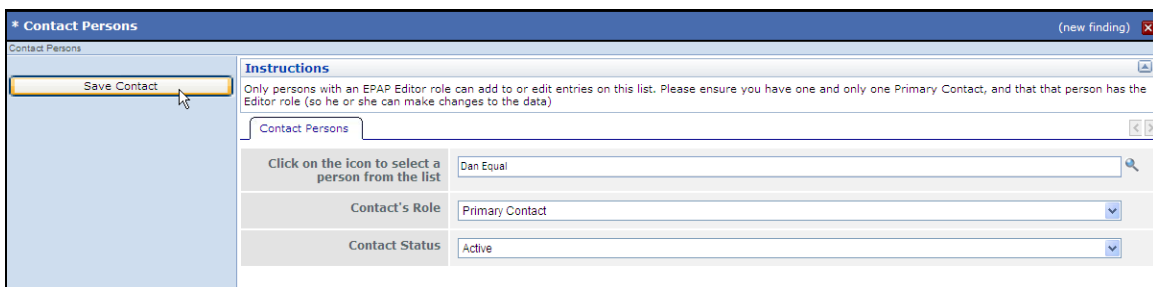 * Contact Persons
(new finding)
Contact Persons
Save Contact
Instructions
Only persons with an EPAP Editor role can add to or edit entries on this list. Please ensure you have one and only one Primary Contact, and that that person has the
Editor role (so he or she can make changes to the data)
Contact Persons
Click on the icon to select a
person from the list
Dan Equal
Contact's Role
Primary Contact
Contact Status
Active